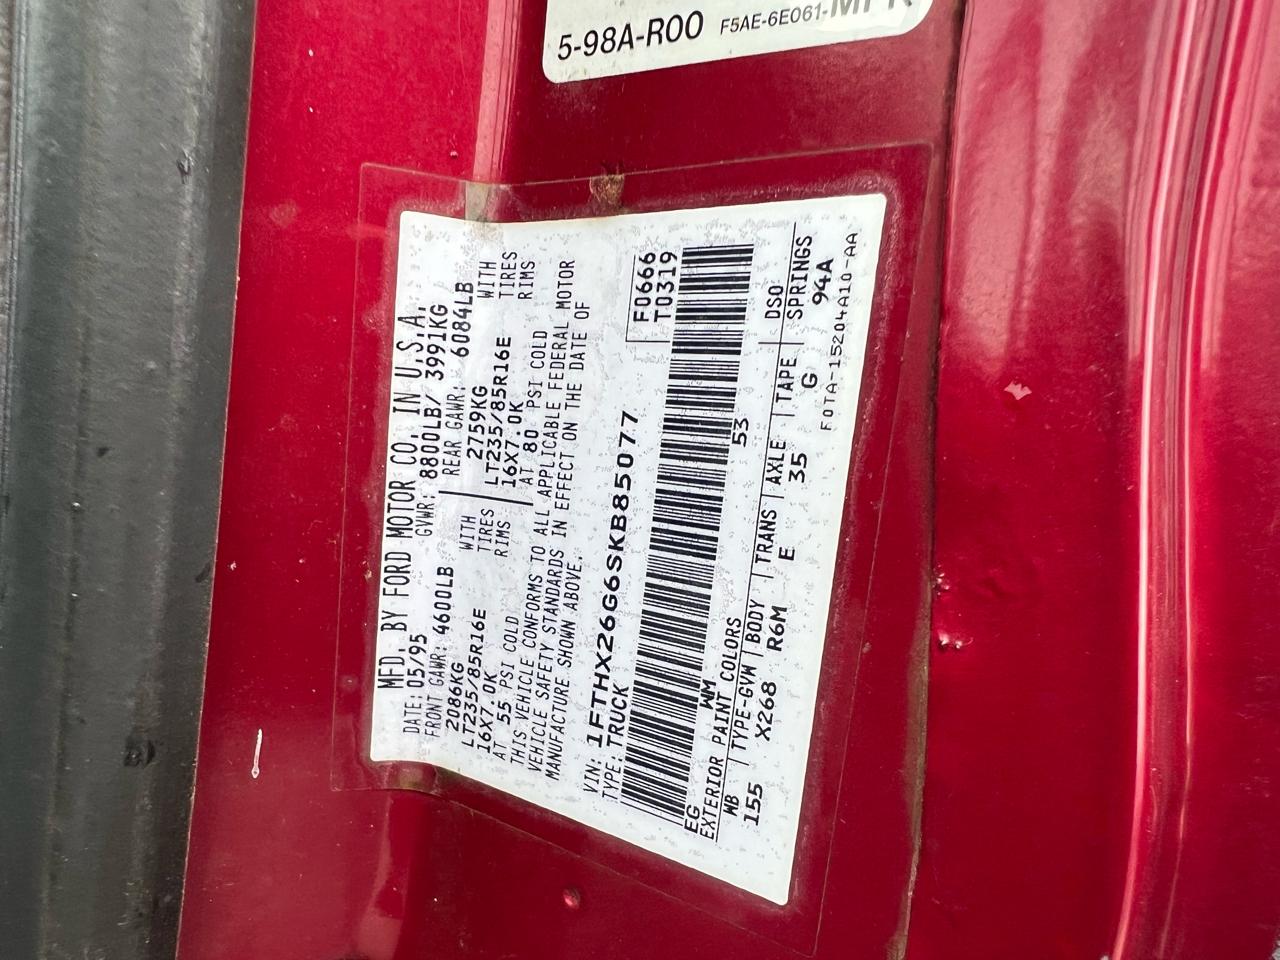 5-98A-R00 F5AE-6E061-
MFD. BY FORD MOTOR CO. IN U.S.A.
DATE: 05/95 GVWR: 8800LB/ 3991KG
FRONT GAWR: 4600LB REAR GAWR: 6084LB
2086KG WITH 2759KG WITH
LT235/85R16E TIRES LT235/85R16E TIRES
16X7.0K RIMS 16X7.0K RIMS
AT 55 PSI COLD AT 80 PSI COLD
THIS VEHICLE CONFORMS TO ALL APPLICABLE FEDERAL MOTOR
VEHICLE SAFETY STANDARDS IN EFFECT ON THE DATE OF
MANUFACTURE SHOWN ABOVE.
VIN: 1FTHX26G6SKB85077 F0666
TYPE: TRUCK T0319
EG WM 53
EXTERIOR PAINT COLORS DSO:
WB TYPE-GVW BODY TRANS AXLE TAPE SPRINGS
155 X268 R6M E 35 G 94A
F0TA-15204A10-AA